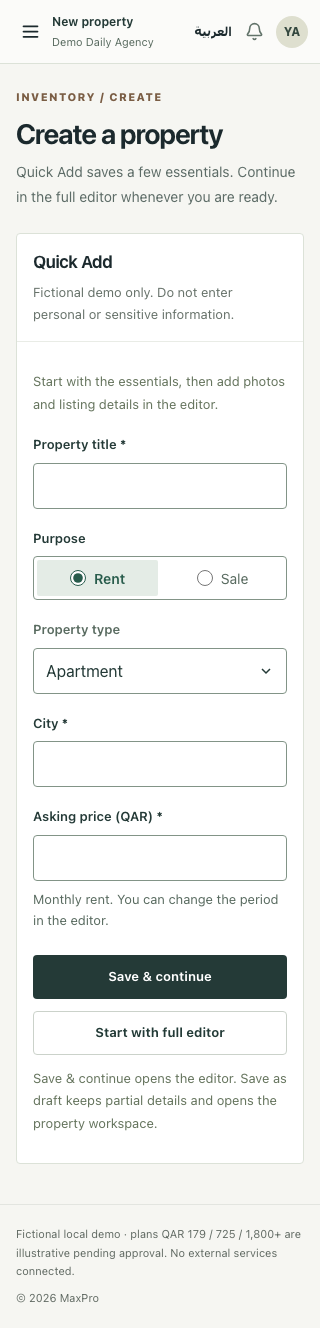 New property
Demo Daily Agency
العربية
YA
INVENTORY / CREATE
Create a property
Quick Add saves a few essentials. Continue
in the full editor whenever you are ready.
Quick Add
Fictional demo only. Do not enter
personal or sensitive information.
Start with the essentials, then add photos
and listing details in the editor.
Property title *
Purpose
Rent
Sale
Property type
Apartment
City *
Asking price (QAR) *
Monthly rent. You can change the period
in the editor.
Save & continue
Start with full editor
Save & continue opens the editor. Save as
draft keeps partial details and opens the
property workspace.
Fictional local demo · plans QAR 179 / 725 / 1,800+ are
illustrative pending approval. No external services
connected.
© 2026 MaxPro